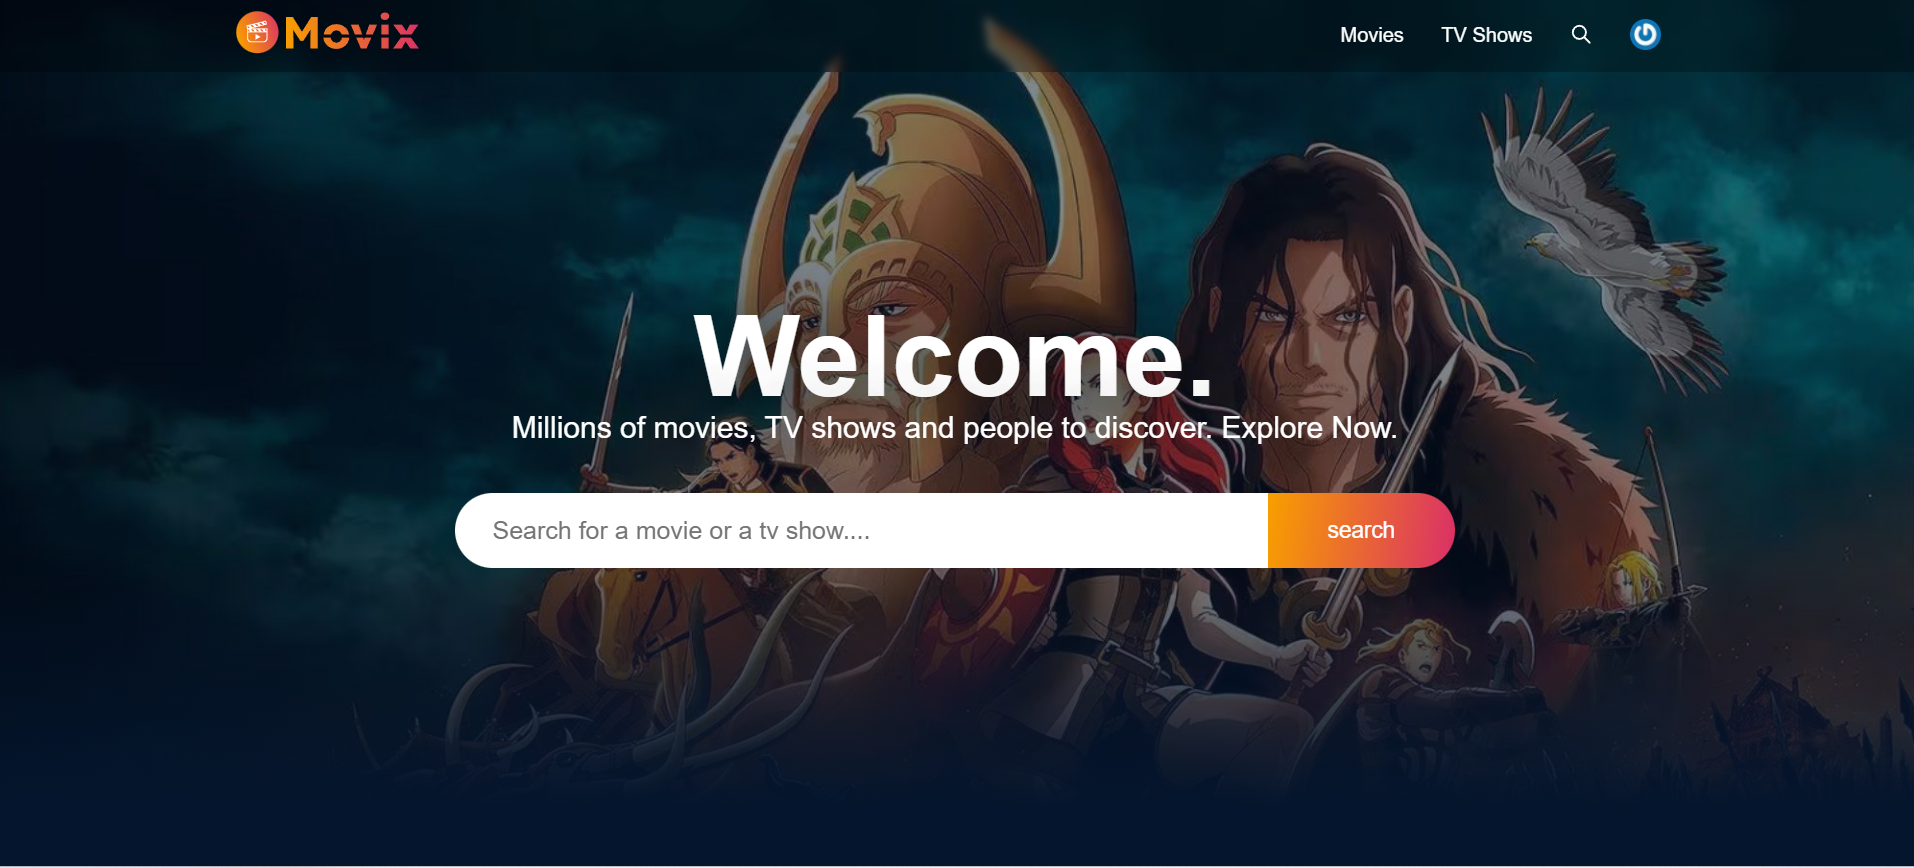 Movix
Movies TV Shows
Welcome.
Millions of movies, TV shows and people to discover. Explore Now.
Search for a movie or a tv show....
search